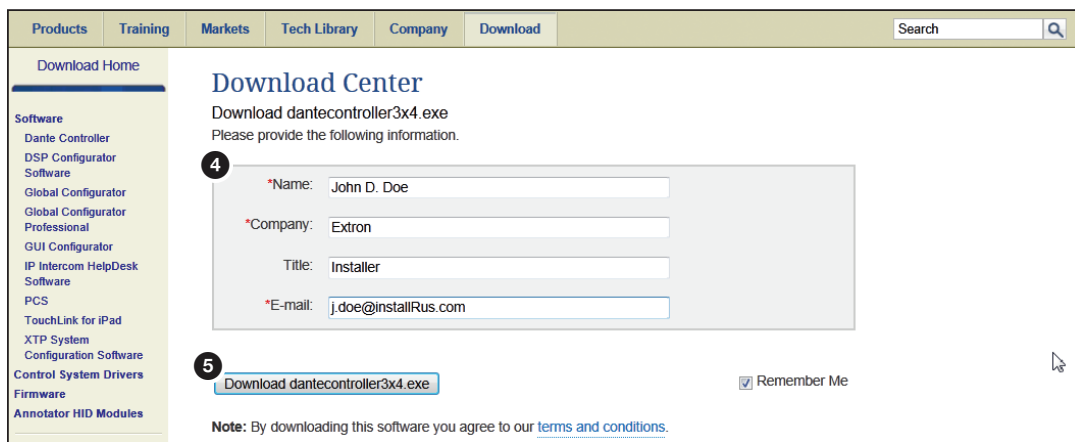 Products Training Markets Tech Library Company Download Search
Download Home
Software
Dante Controller
DSP Configurator
Software
Global Configurator
Global Configurator
Professional
GUI Configurator
IP Intercom HelpDesk
Software
PCS
TouchLink for iPad
XTP System
Configuration Software
Control System Drivers
Firmware
Annotator HID Modules
Download Center
Download dantecontroller3x4.exe
Please provide the following information.
4
*Name: John D. Doe
*Company: Extron
Title: Installer
*E-mail: j.doe@installRus.com
5
Download dantecontroller3x4.exe Remember Me
Note: By downloading this software you agree to our terms and conditions.